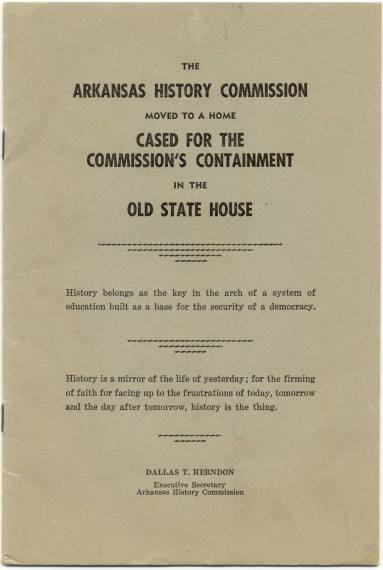 THE
ARKANSAS HISTORY COMMISSION
MOVED TO A HOME
CASED FOR THE
COMMISSION'S CONTAINMENT
IN THE
OLD STATE HOUSE
History belongs as the key in the arch of a system of
education built as a base for the security of a democracy.
History is a mirror of the life of yesterday; for the firming
of faith for facing up to the frustrations of today, tomorrow
and the day after tomorrow, history is the thing.
DALLAS T. HERNDON
Executive Secretary
Arkansas History Commission